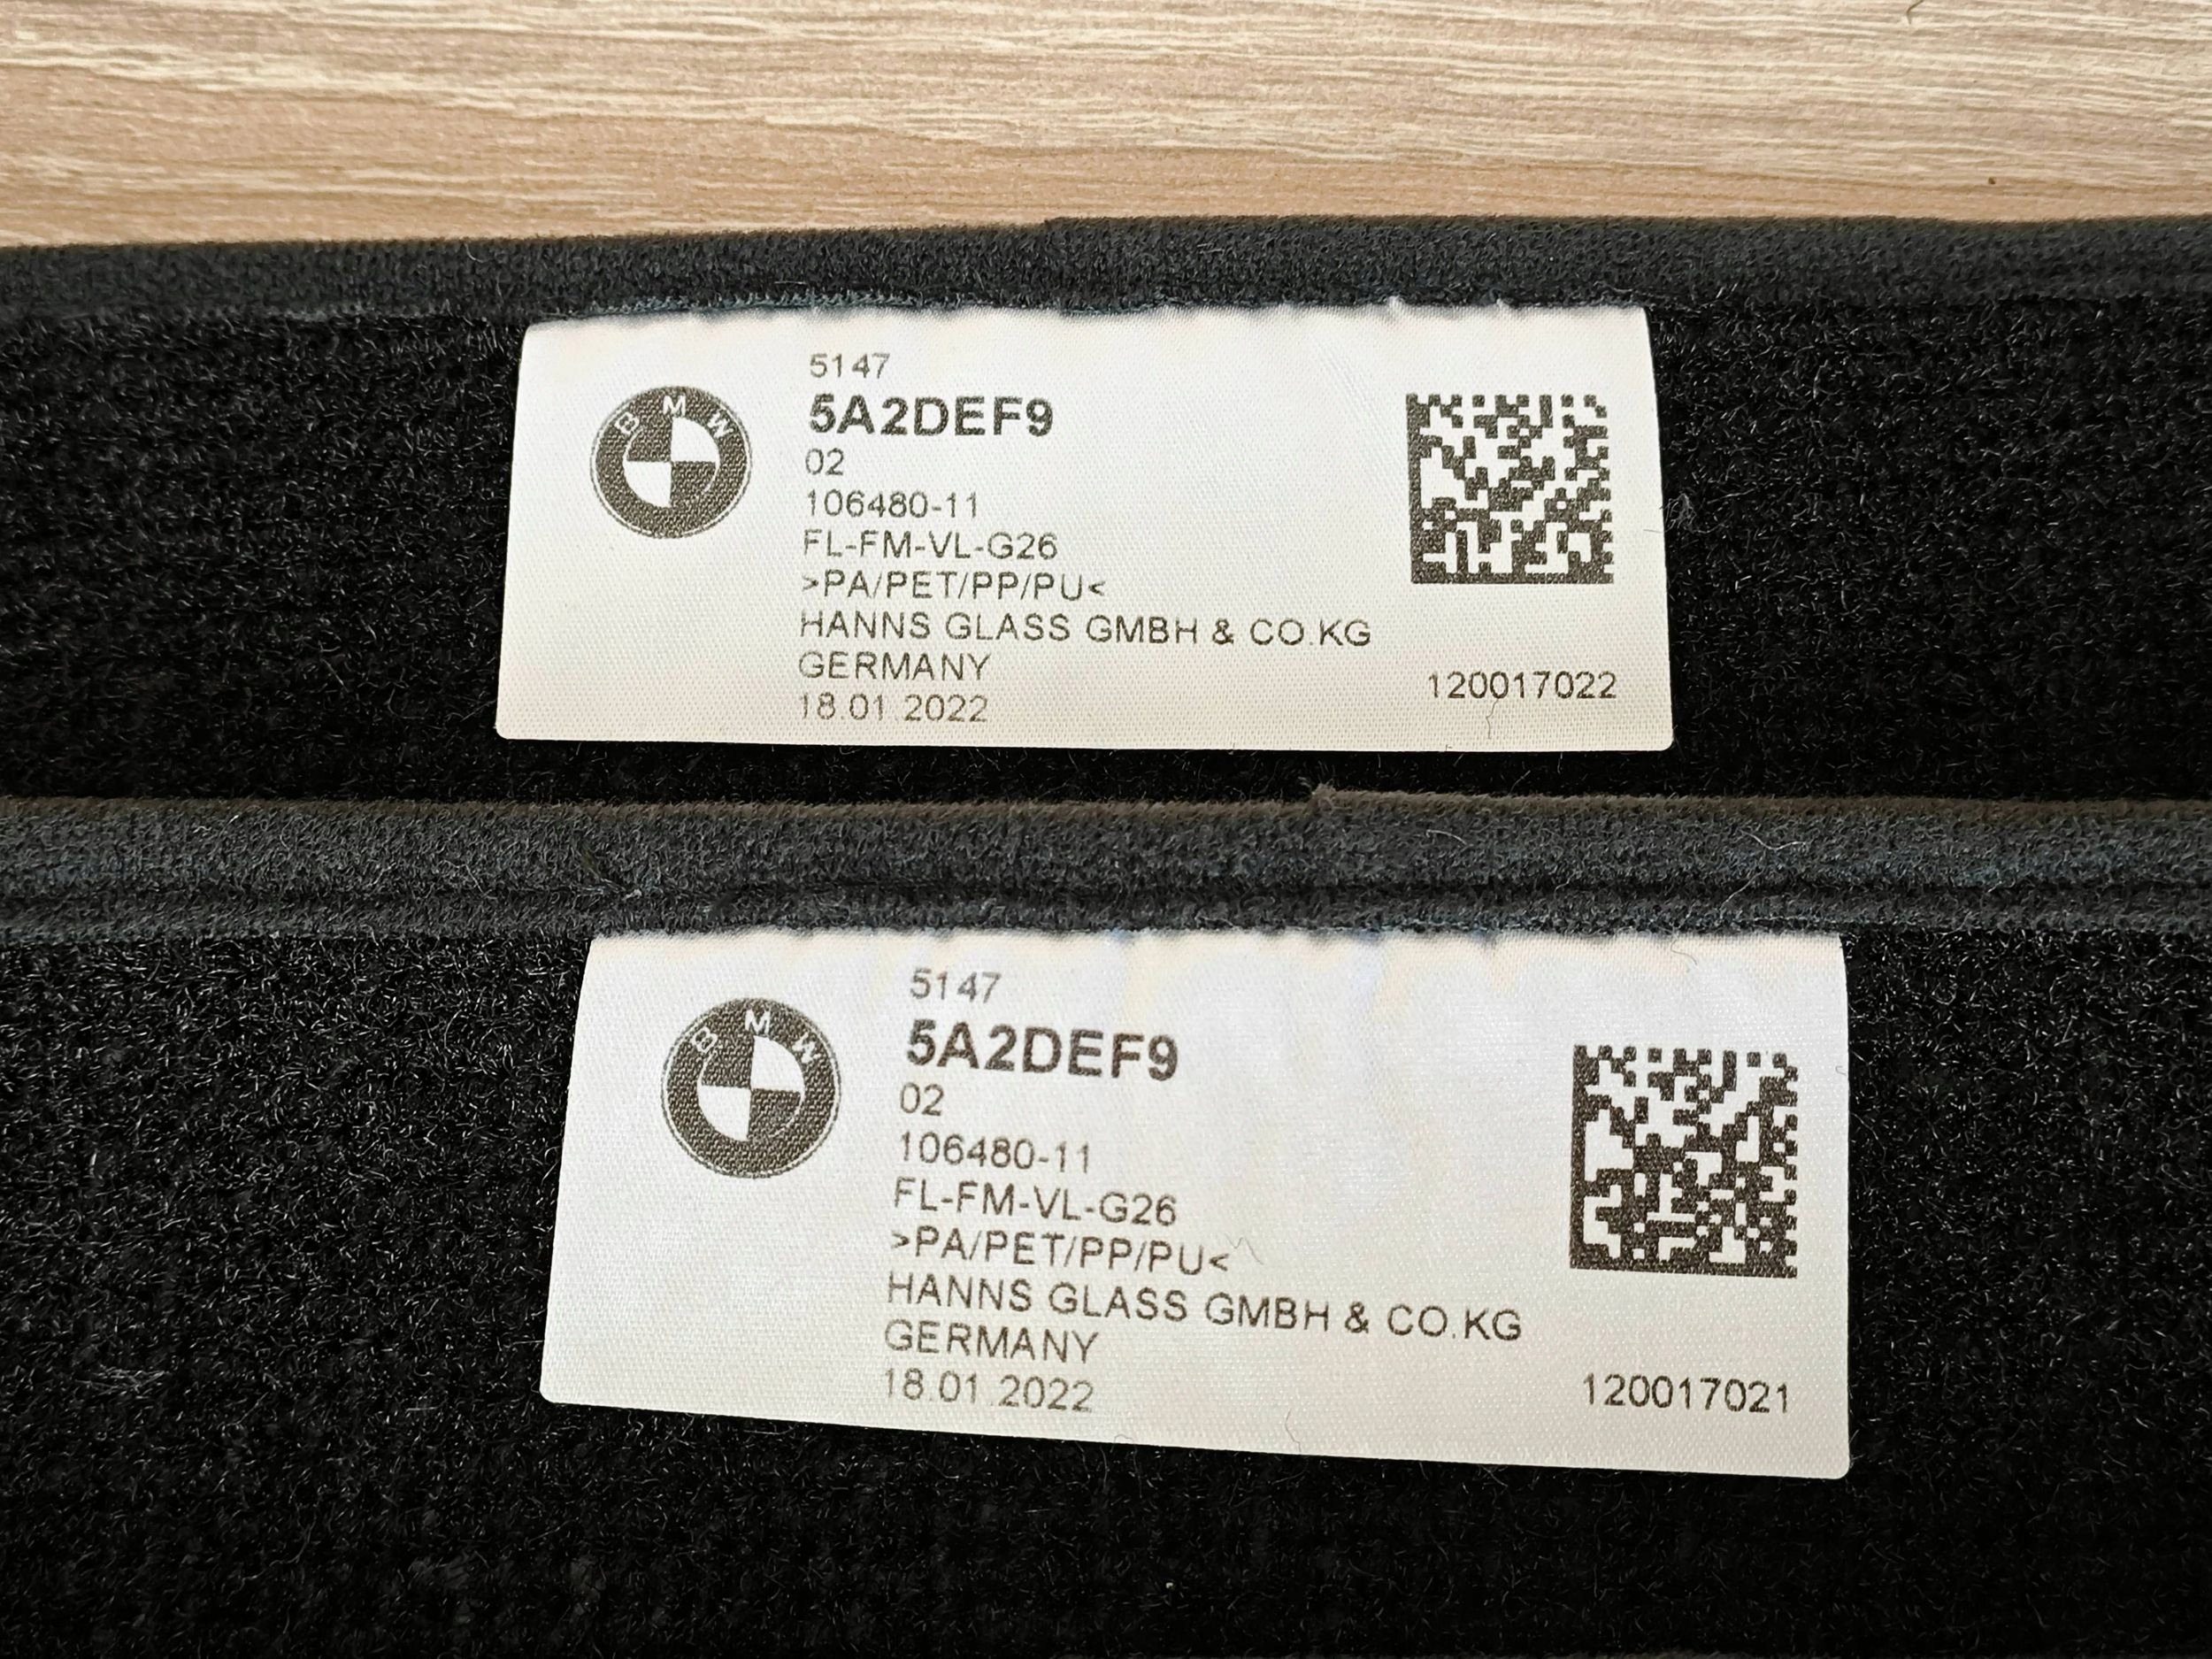 BMW
5147
5A2DEF9
02
106480-11
FL-FM-VL-G26
>PA/PET/PP/PU<
HANNS GLASS GMBH & CO.KG
GERMANY
18.01.2022
120017022
BMW
5147
5A2DEF9
02
106480-11
FL-FM-VL-G26
>PA/PET/PP/PU<
HANNS GLASS GMBH & CO.KG
GERMANY
18.01.2022
120017021